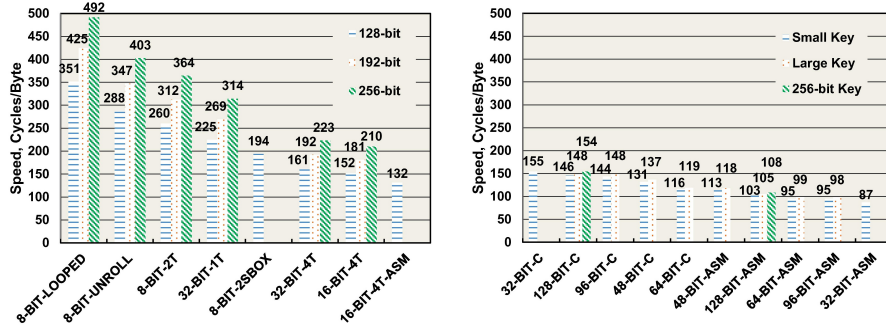 Speed, Cycles/Byte
500
450
400
350
300
250
200
150
100
50
0
128-bit
192-bit
256-bit
351
425
492
288
347
403
260
312
364
225
269
314
194
161
192
223
152
181
210
132
8-BIT-LOOPED
8-BIT-UNROLL
8-BIT-2T
32-BIT-1T
8-BIT-2SBOX
32-BIT-4T
16-BIT-4T
16-BIT-4T-ASM
Speed, Cycles/Byte
500
450
400
350
300
250
200
150
100
50
0
Small Key
Large Key
256-bit Key
155
146
148
154
144
148
131
137
116
119
113
118
103
105
108
95
99
95
98
87
32-BIT-C
128-BIT-C
96-BIT-C
48-BIT-C
64-BIT-C
48-BIT-ASM
128-BIT-ASM
64-BIT-ASM
96-BIT-ASM
32-BIT-ASM